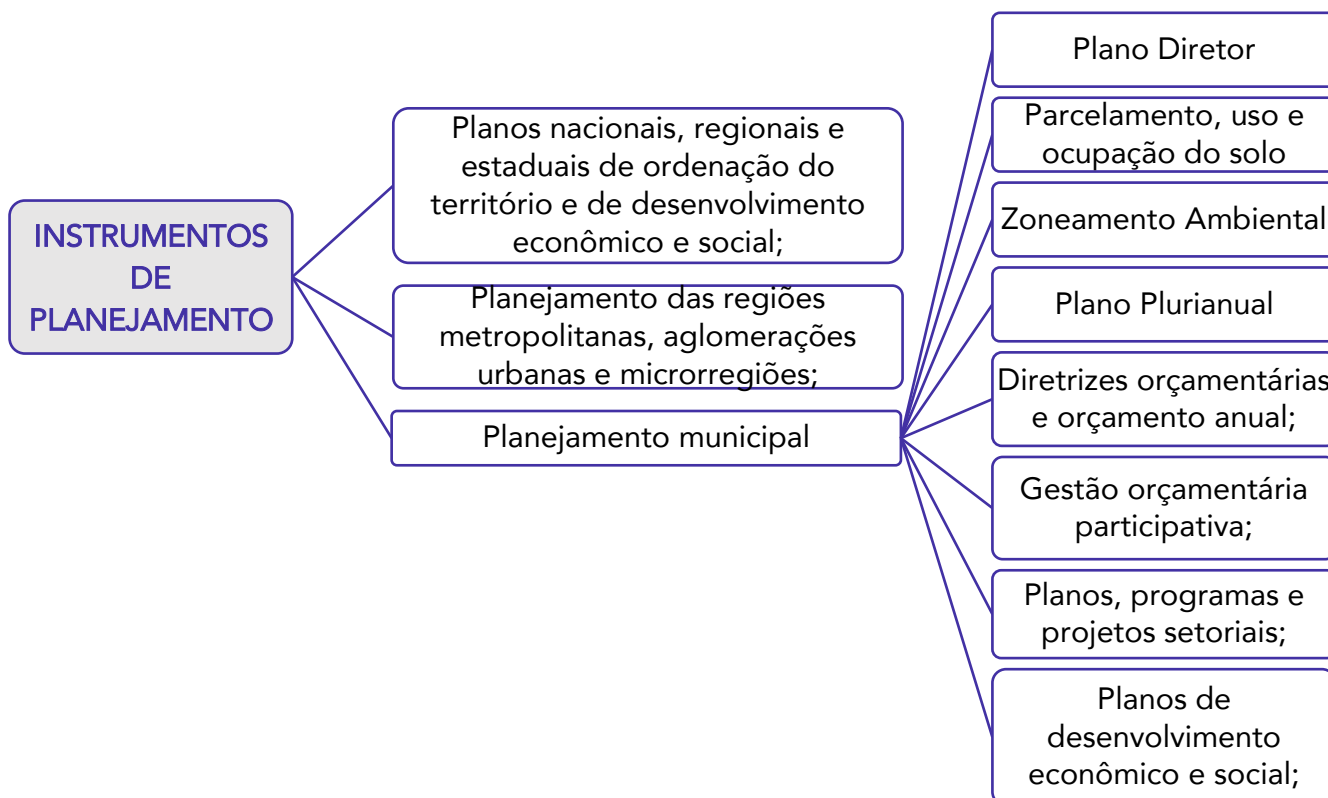 INSTRUMENTOS
DE
PLANEJAMENTO
Planos nacionais, regionais e
estaduais de ordenação do
território e de desenvolvimento
econômico e social;
Planejamento das regiões
metropolitanas, aglomerações
urbanas e microrregiões;
Planejamento municipal
Plano Diretor
Parcelamento, uso e
ocupação do solo
Zoneamento Ambiental
Plano Plurianual
Diretrizes orçamentárias
e orçamento anual;
Gestão orçamentária
participativa;
Planos, programas e
projetos setoriais;
Planos de
desenvolvimento
econômico e social;